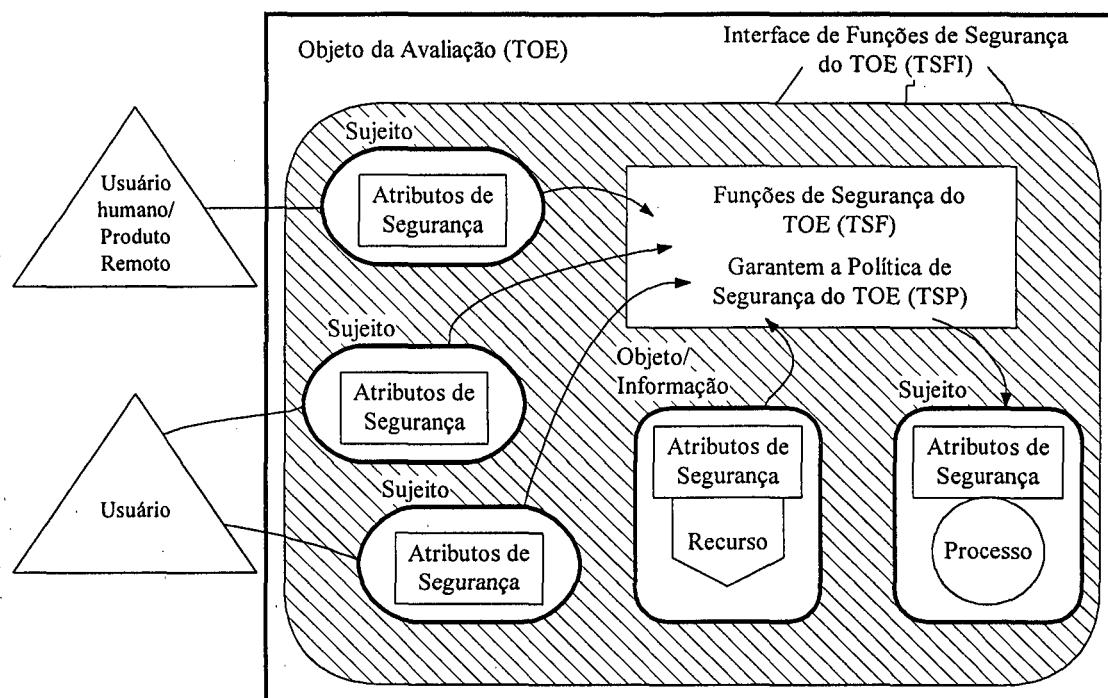 Objeto da Avaliação (TOE)
Interface de Funções de Segurança
do TOE (TSFI)
Sujeito
Atributos de
Segurança
Usuário
humano/
Produto
Remoto
Funções de Segurança do
TOE (TSF)
Garantem a Política de
Segurança do TOE (TSP)
Sujeito
Atributos de
Segurança
Objeto/
Informação
Atributos de
Segurança
Recurso
Sujeito
Atributos de
Segurança
Processo
Usuário
Sujeito
Atributos de
Segurança